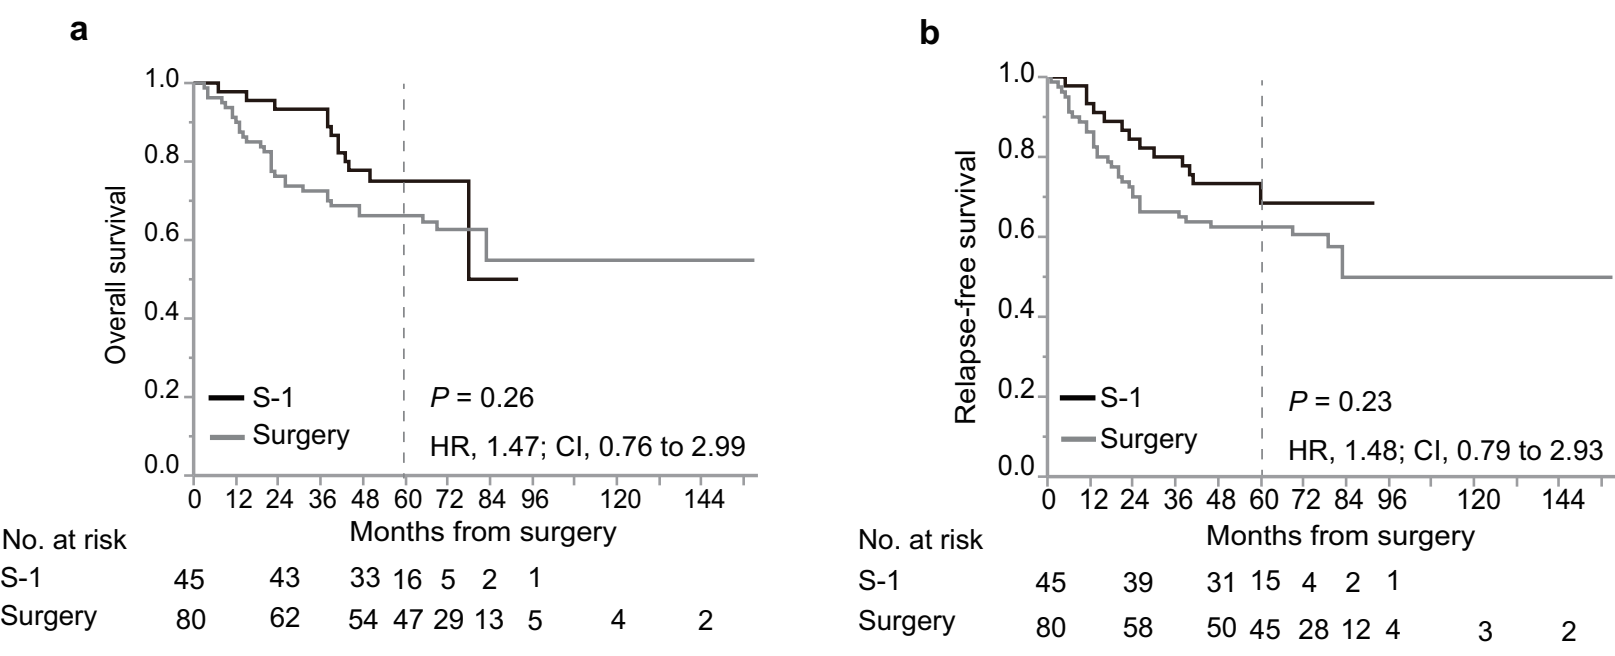 a
1.0
0.8
0.6
0.4
0.2
0.0
Overall survival
S-1
Surgery
P = 0.26
HR, 1.47; CI, 0.76 to 2.99
0 12 24 36 48 60 72 84 96 120 144
Months from surgery
No. at risk
S-1 45 43 33 16 5 2 1
Surgery 80 62 54 47 29 13 5 4 2
b
1.0
0.8
0.6
0.4
0.2
0.0
Relapse-free survival
S-1
Surgery
P = 0.23
HR, 1.48; CI, 0.79 to 2.93
0 12 24 36 48 60 72 84 96 120 144
Months from surgery
No. at risk
S-1 45 39 31 15 4 2 1
Surgery 80 58 50 45 28 12 4 3 2